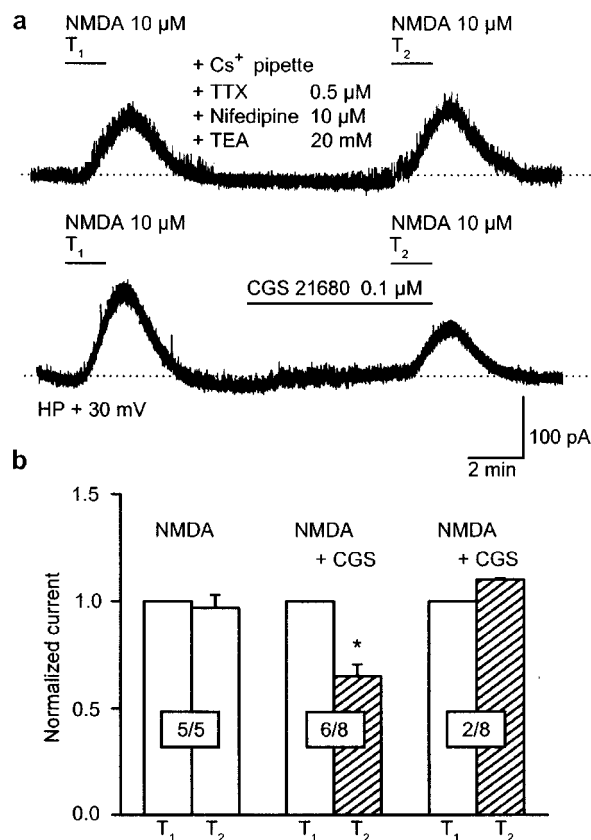 a
NMDA 10 µM
T1
NMDA 10 µM
T2
+ Cs+ pipette
+ TTX 0.5 µM
+ Nifedipine 10 µM
+ TEA 20 mM
NMDA 10 µM
T1
NMDA 10 µM
T2
CGS 21680 0.1 µM
HP + 30 mV
100 pA
2 min
b
Normalized current
1.5
1.0
0.5
0.0
NMDA
NMDA
+ CGS
NMDA
+ CGS
*
5/5
6/8
2/8
T1 T2 T1 T2 T1 T2